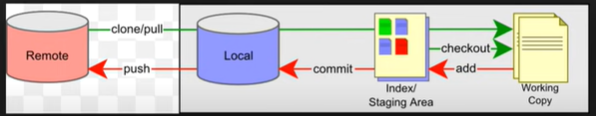 clone/pull
Remote
Local
checkout
push
commit
add
Index/
Staging Area
Working
Copy